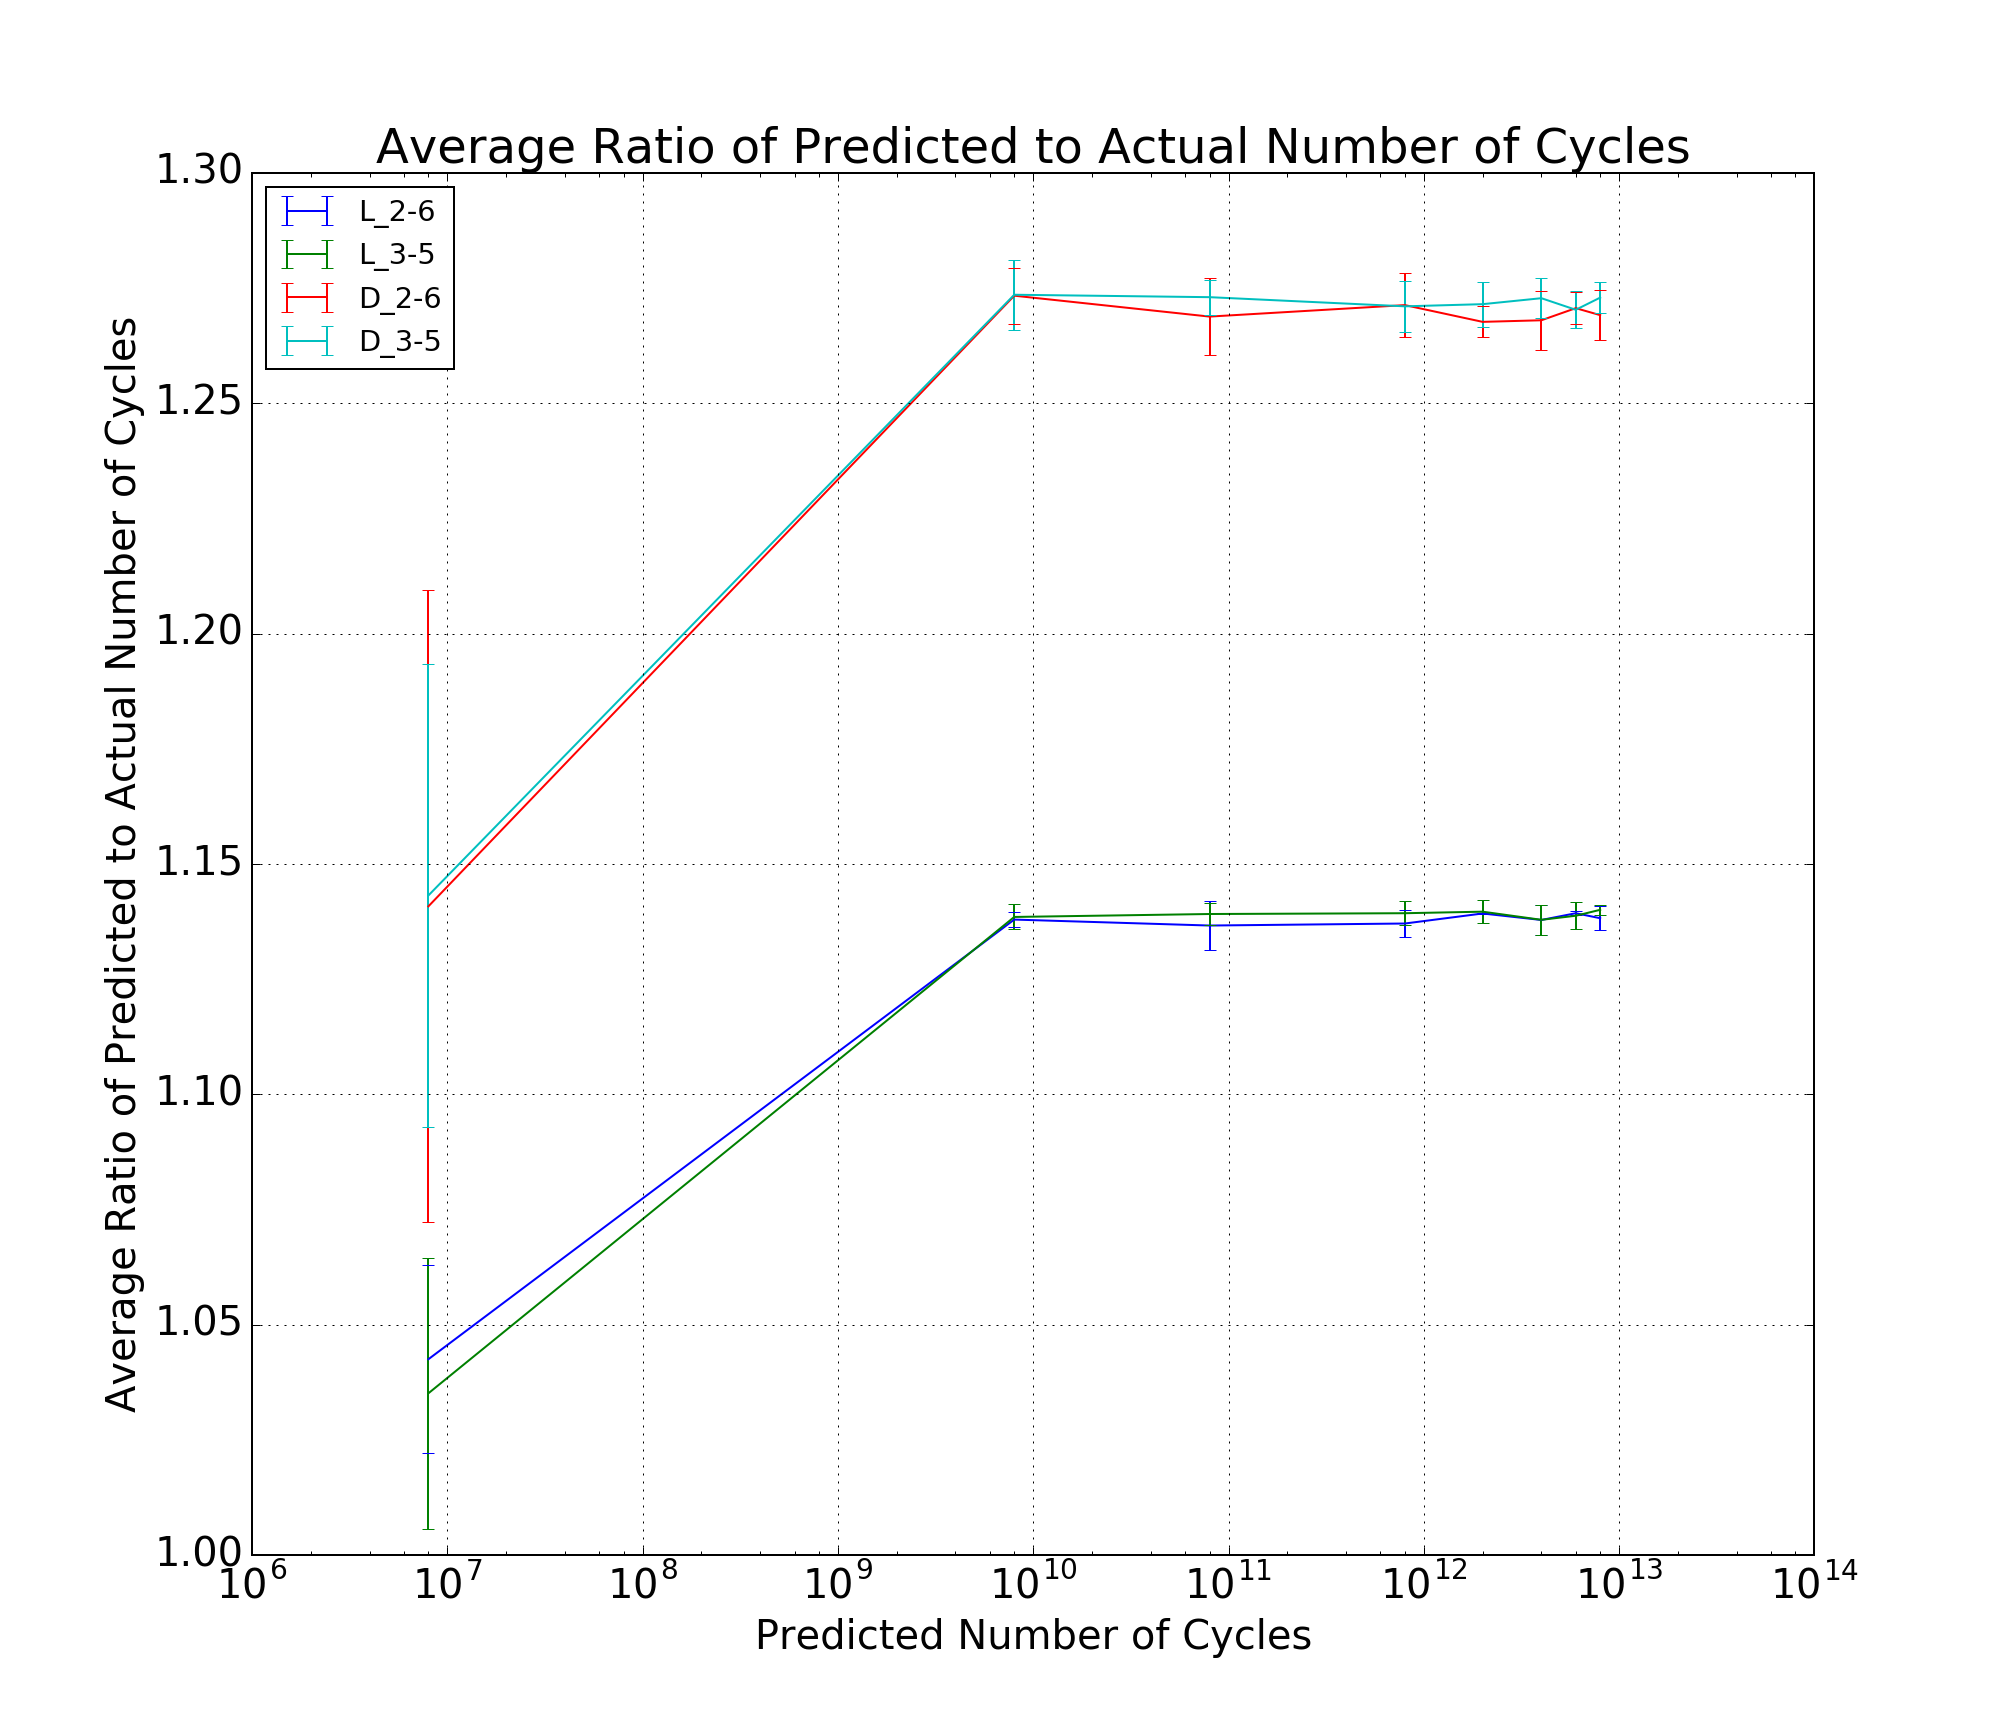 Average Ratio of Predicted to Actual Number of Cycles
1.30
1.25
1.20
1.15
1.10
1.05
1.00
Average Ratio of Predicted to Actual Number of Cycles
L_2-6
L_3-5
D_2-6
D_3-5
10^6 10^7 10^8 10^9 10^10 10^11 10^12 10^13 10^14
Predicted Number of Cycles